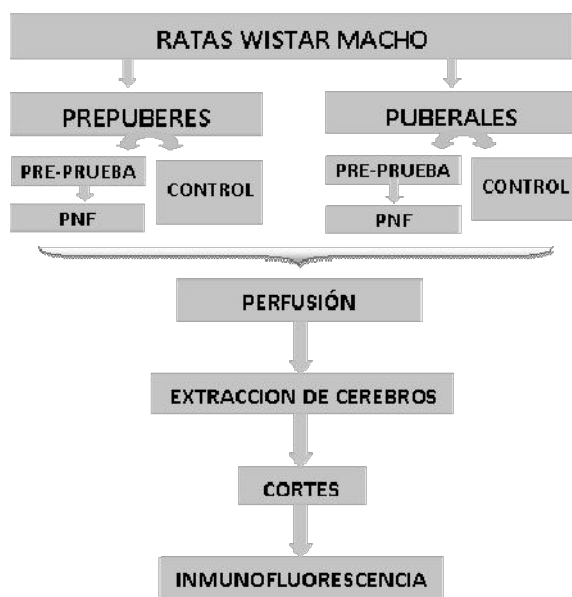 RATAS WISTAR MACHO
PREPUBERES
PUBERALES
PRE-PRUEBA
CONTROL
PNF
PRE-PRUEBA
CONTROL
PNF
PERFUSIÓN
EXTRACCION DE CEREBROS
CORTES
INMUNOFLUORESCENCIA